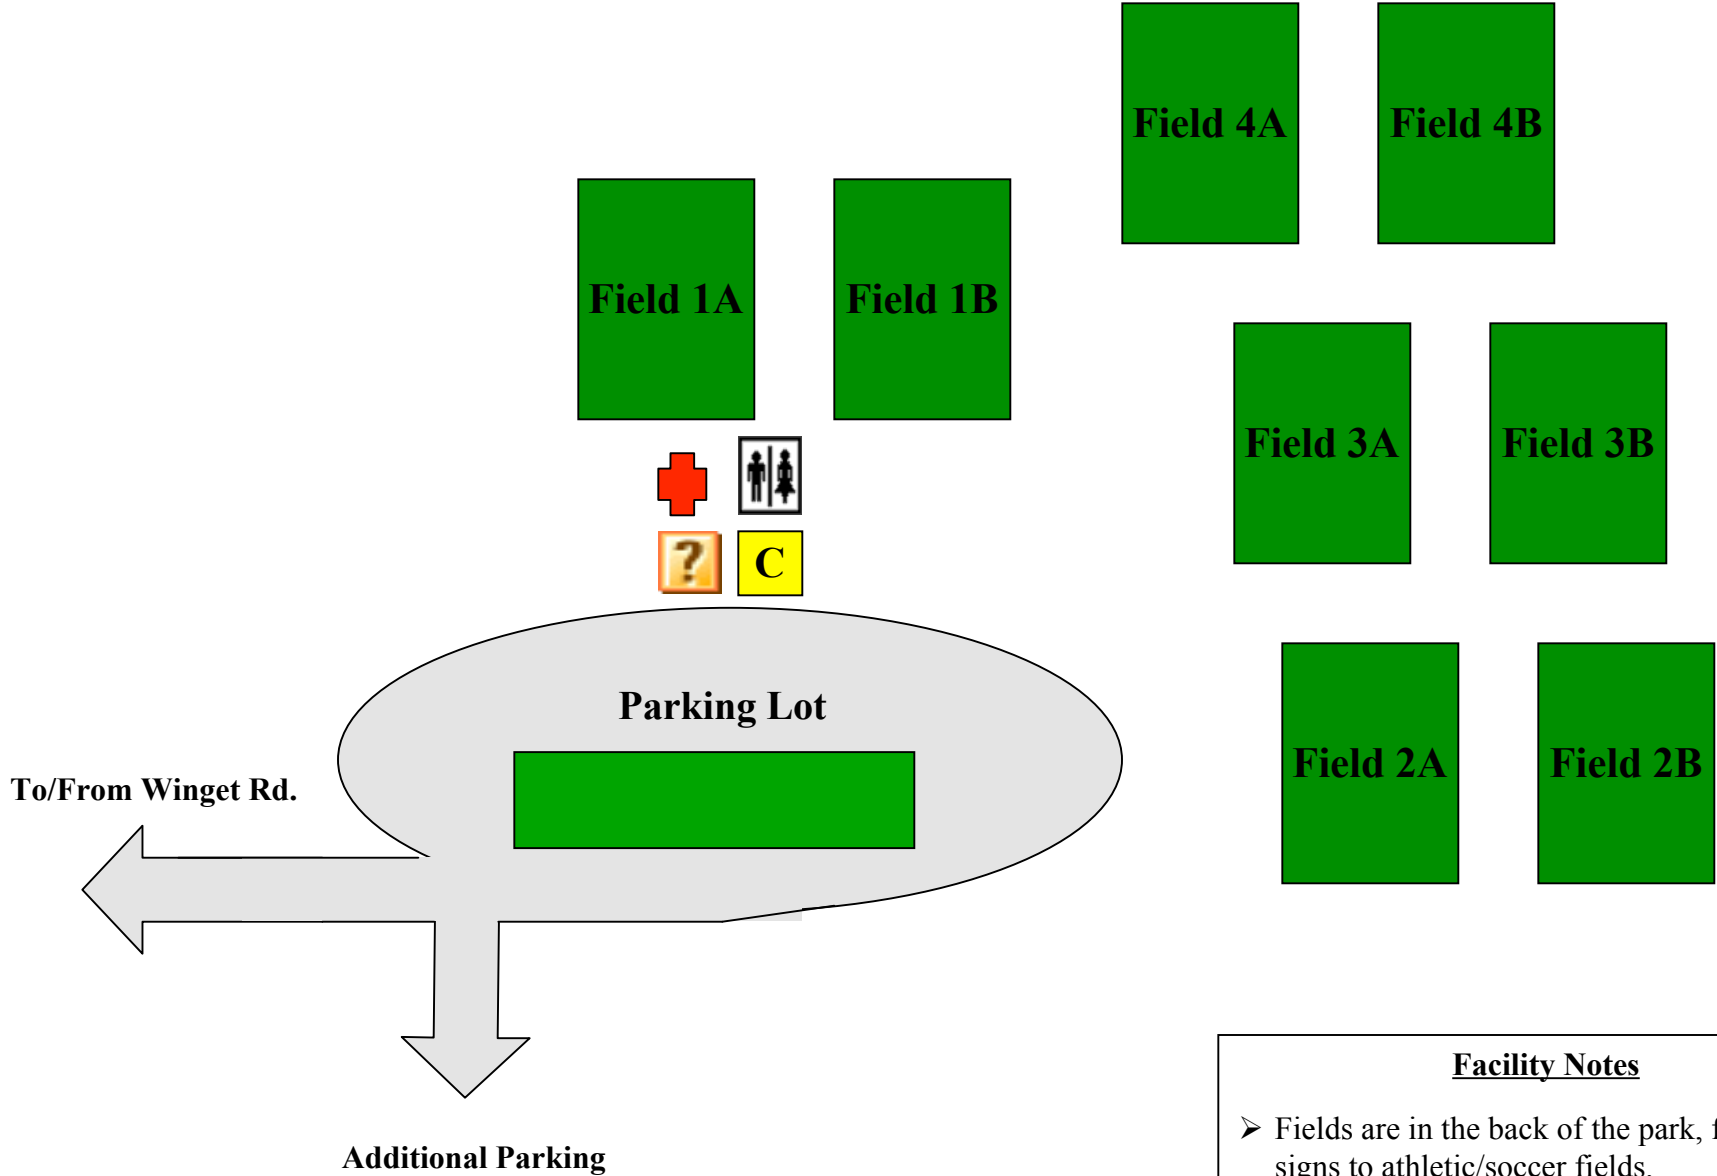 Field 4A
Field 4B
Field 1A
Field 1B
Field 3A
Field 3B
?
C
Parking Lot
Field 2A
Field 2B
To/From Winget Rd.
Facility Notes
➢ Fields are in the back of the park,
signs to athletic/soccer fields.
Additional Parking